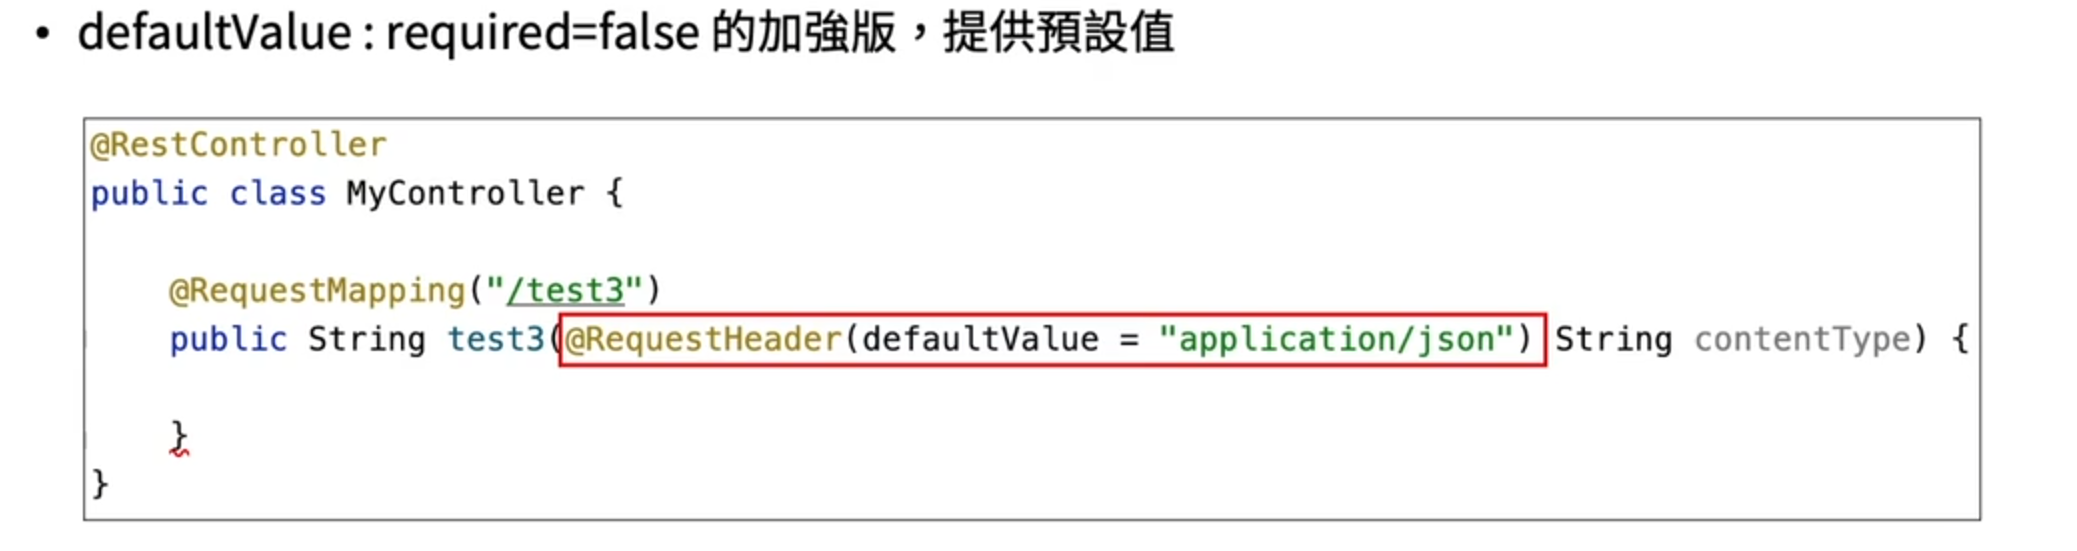 • defaultValue : required=false 的加強版，提供預設值
@RestController
public class MyController {
@RequestMapping("/test3")
public String test3(@RequestHeader(defaultValue = "application/json") String contentType) {
}
}